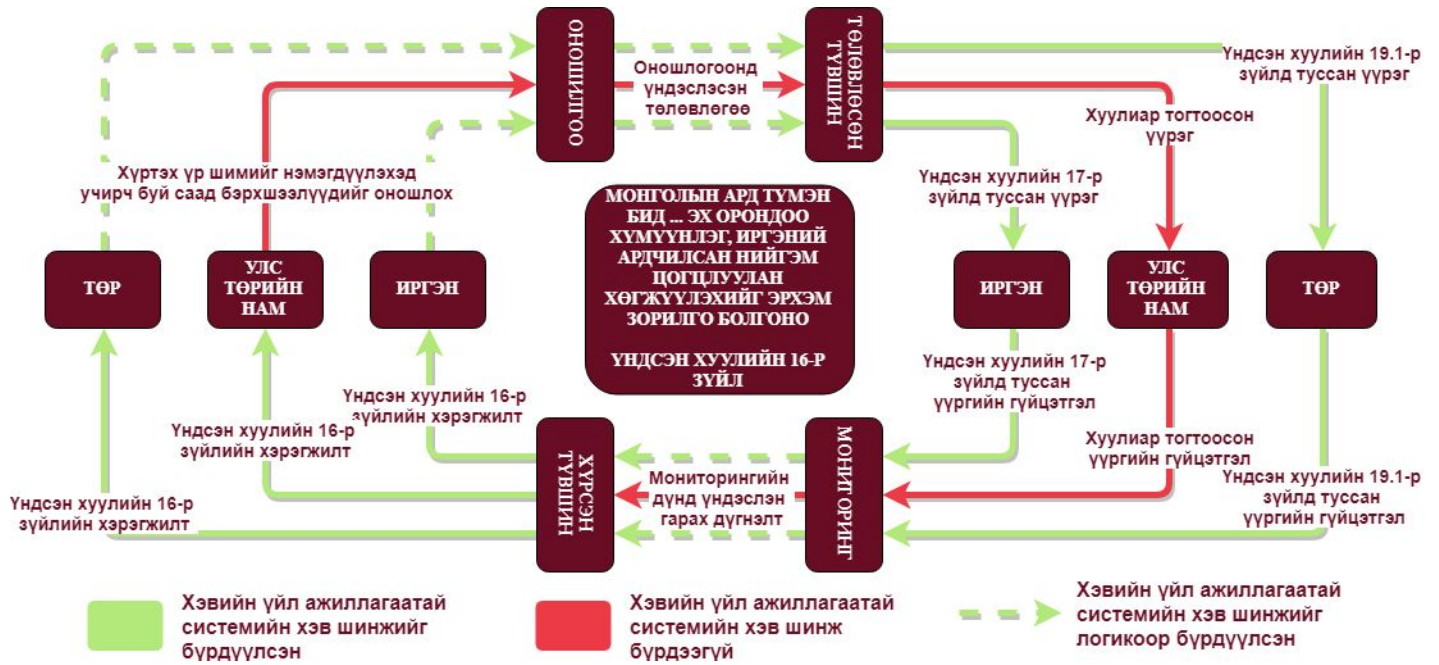 ОНОШИЛГОО
ТӨЛӨВЛӨСӨН
ТҮВШИН
Оношлогоонд
үндэслэсэн
төлөвлөгөө
Үндсэн хуулийн 19.1-р
зүйлд туссан үүрэг
Хуулиар тогтоосон
үүрэг
Хүртэх үр шимийг нэмэгдүүлэхэд
учирч буй саад бэрхшээлүүдийг оношлох
Үндсэн хуулийн 17-р
зүйлд туссан үүрэг
МОНГОЛЫН АРД ТҮМЭН
БИД ... ЭХ ОРОНДОО
ХҮМҮҮНЛЭГ, ИРГЭНИЙ
АРДЧИЛСАН НИЙГЭМ
ЦОГЦЛУУЛАН
ХӨГЖҮҮЛЭХИЙГ ЭРХЭМ
ЗОРИЛГО БОЛГОНО
ҮНДСЭН ХУУЛИЙН 16-Р
ЗҮЙЛ
ТӨР
УЛС
ТӨРИЙН
НАМ
ИРГЭН
ИРГЭН
УЛС
ТӨРИЙН
НАМ
ТӨР
Үндсэн хуулийн 16-р
зүйлийн хэрэгжилт
Үндсэн хуулийн 16-р
зүйлийн хэрэгжилт
Үндсэн хуулийн 16-р
зүйлийн хэрэгжилт
ХҮРСЭН
ТҮВШИН
Мониторингийн
дүнд үндэслэн
гарах дүгнэлт
МОНИТОРИНГ
Үндсэн хуулийн 17-р
зүйлд туссан
үүргийн гүйцэтгэл
Хуулиар тогтоосон
үүргийн гүйцэтгэл
Үндсэн хуулийн 19.1-р
зүйлд туссан
үүргийн гүйцэтгэл
Хэвийн үйл ажиллагаатай
системийн хэв шинжийг
бүрдүүлсэн
Хэвийн үйл ажиллагаатай
системийн хэв шинж
бүрдээгүй
Хэвийн үйл ажиллагаатай
системийн хэв шинжийг
логикоор бүрдүүлсэн